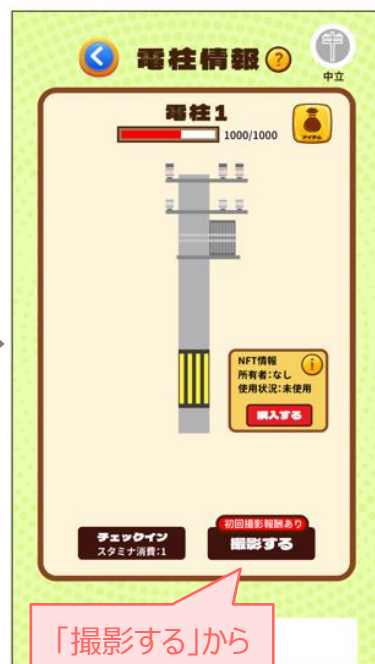 電柱情報
?
中立
電柱1
1000/1000
アイテム
NFT情報
i
所有者:なし
使用状況:未使用
購入する
初回撮影報酬あり
チェックイン
スタミナ消費:1
撮影する
「撮影する」から